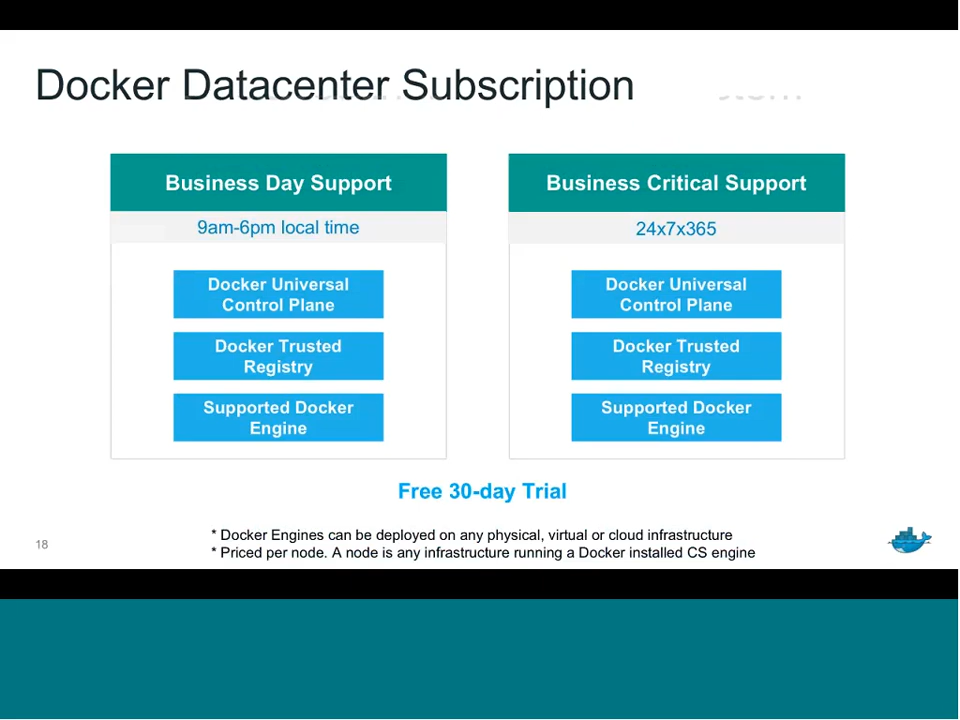 Docker Datacenter Subscription
Business Day Support
9am-6pm local time
Docker Universal
Control Plane
Docker Trusted
Registry
Supported Docker
Engine
Business Critical Support
24x7x365
Docker Universal
Control Plane
Docker Trusted
Registry
Supported Docker
Engine
Free 30-day Trial
* Docker Engines can be deployed on any physical, virtual or cloud infrastructure
* Priced per node. A node is any infrastructure running a Docker installed CS engine
18